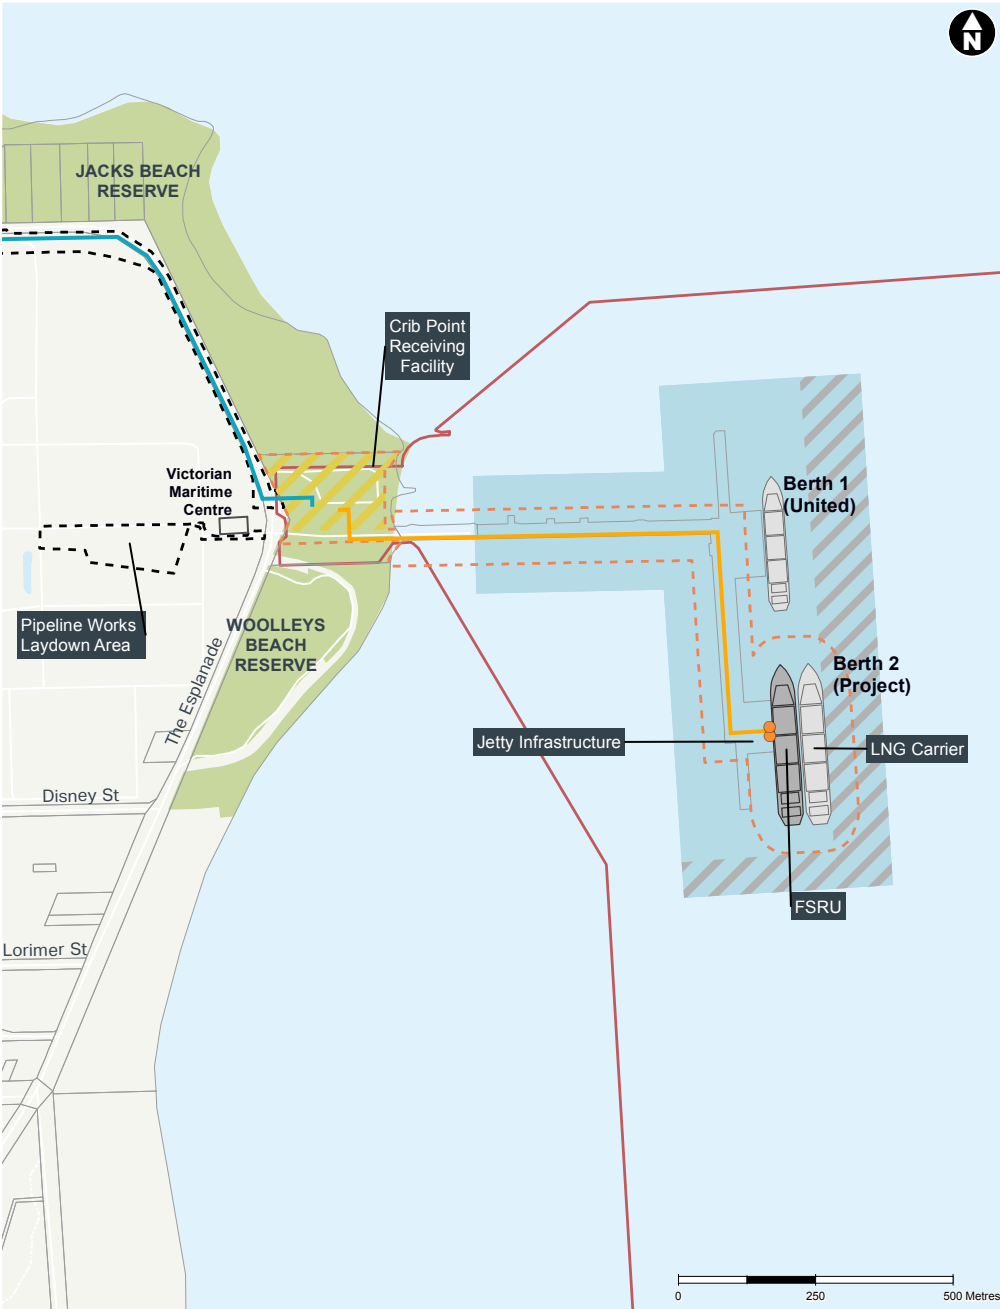 N
JACKS BEACH
RESERVE
Crib Point
Receiving
Facility
Victorian
Maritime
Centre
Berth 1
(United)
Pipeline Works
Laydown Area
WOOLLEYS
BEACH
RESERVE
The Esplanade
Berth 2
(Project)
Jetty Infrastructure
LNG Carrier
Disney St
FSRU
Lorimer St
0
250
500 Metres